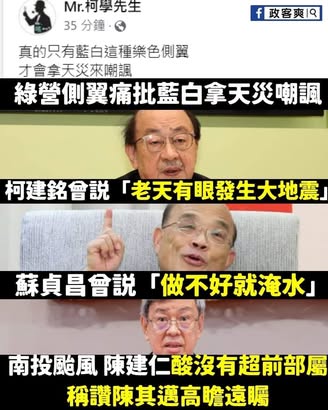 Mr.柯學先生
35 分鐘 ·
f 政客爽
真的只有藍白這種樂色側翼
才會拿天災來嘲諷
綠營側翼痛批藍白拿天災嘲諷
柯建銘曾説「老天有眼發生大地震」
蘇貞昌曾説「做不好就淹水」
南投颱風 陳建仁酸沒有超前部屬
稱讚陳其邁高瞻遠矚